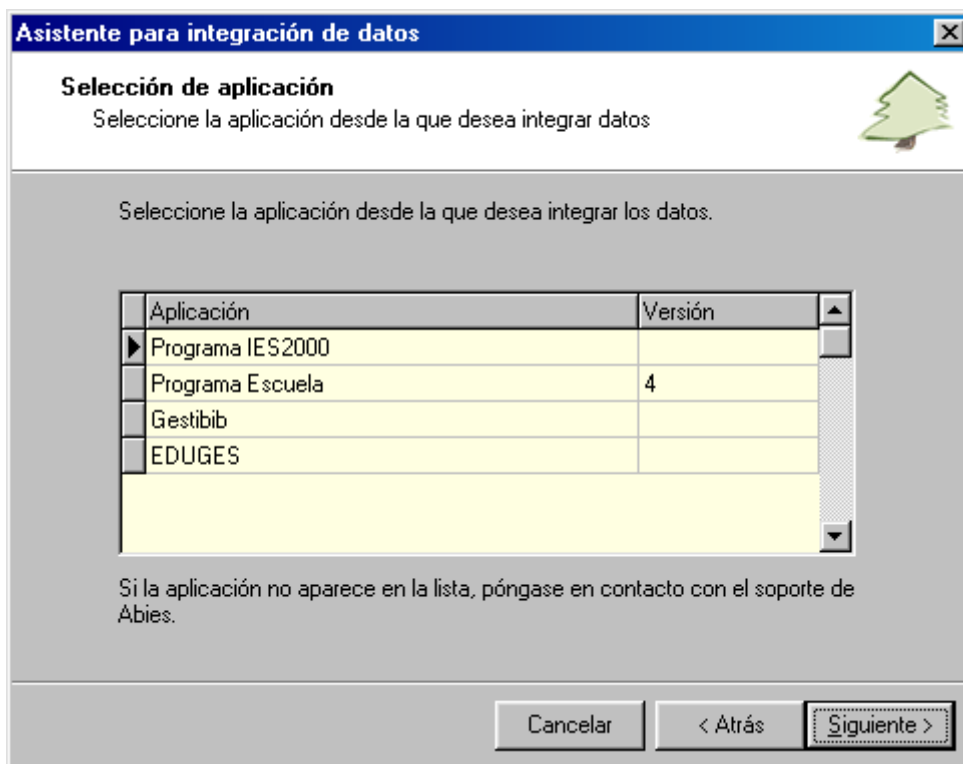 Asistente para integración de datos
Selección de aplicación
Seleccione la aplicación desde la que desea integrar datos
Seleccione la aplicación desde la que desea integrar los datos.
Aplicación Versión
Programa IES2000
Programa Escuela 4
Gestibib
EDUGES
Si la aplicación no aparece en la lista, póngase en contacto con el soporte de
Abies.
Cancelar < Atrás Siguiente >